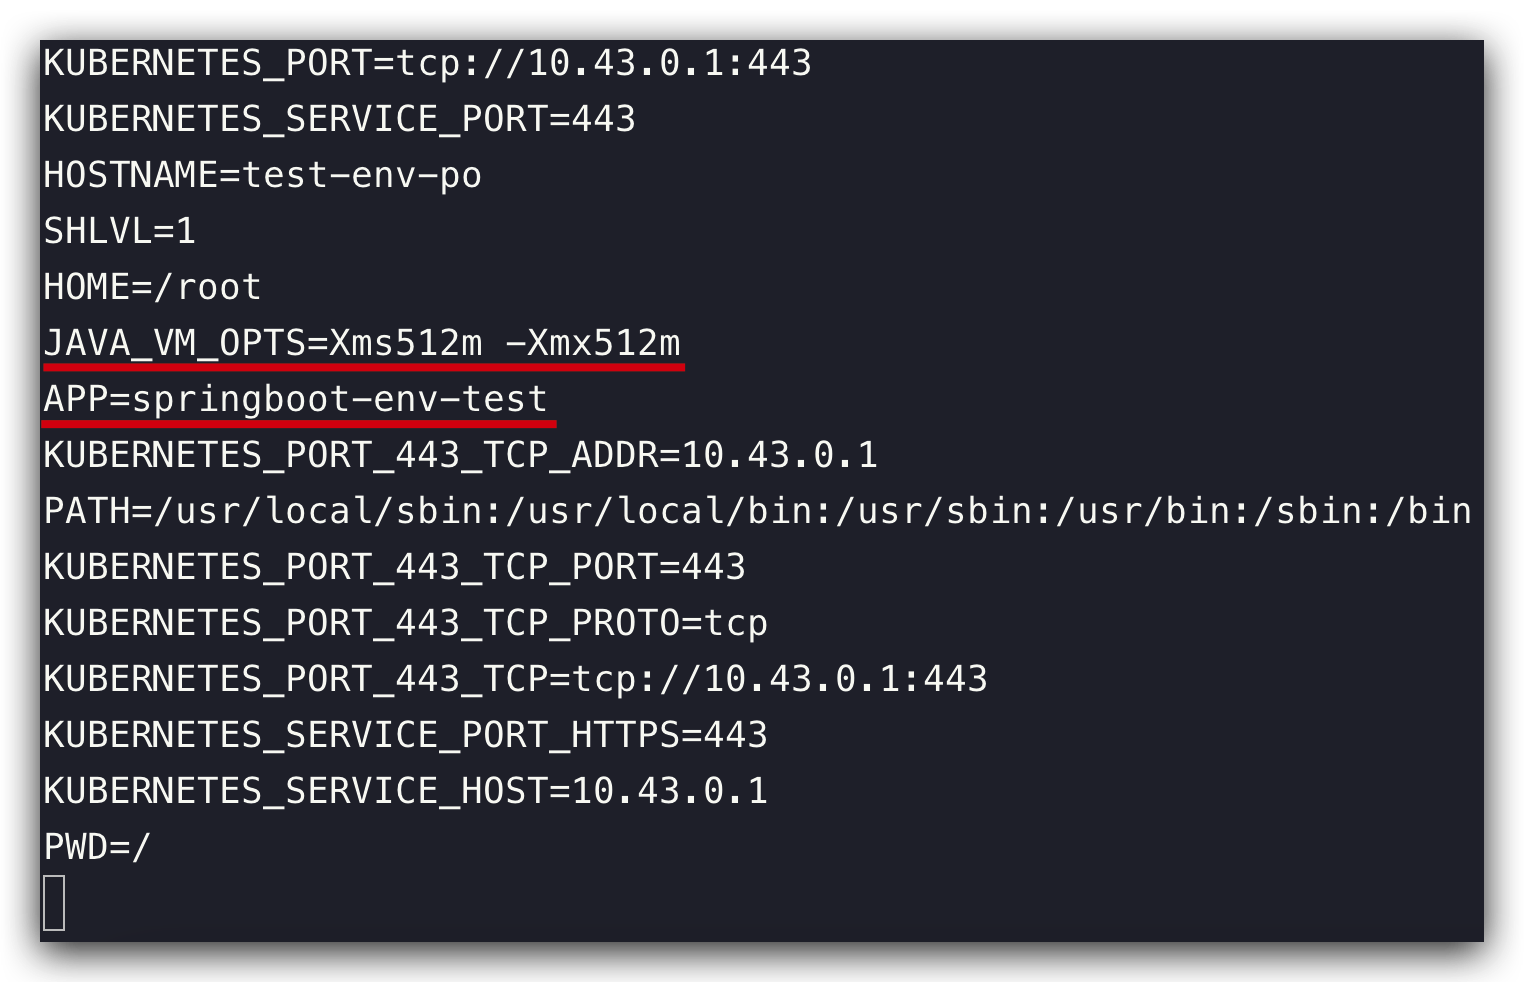 KUBERNETES_PORT=tcp://10.43.0.1:443
KUBERNETES_SERVICE_PORT=443
HOSTNAME=test-env-po
SHLVL=1
HOME=/root
JAVA_VM_OPTS=Xms512m -Xmx512m
APP=springboot-env-test
KUBERNETES_PORT_443_TCP_ADDR=10.43.0.1
PATH=/usr/local/sbin:/usr/local/bin:/usr/sbin:/usr/bin:/sbin:/bin
KUBERNETES_PORT_443_TCP_PORT=443
KUBERNETES_PORT_443_TCP_PROTO=tcp
KUBERNETES_PORT_443_TCP=tcp://10.43.0.1:443
KUBERNETES_SERVICE_PORT_HTTPS=443
KUBERNETES_SERVICE_HOST=10.43.0.1
PWD=/